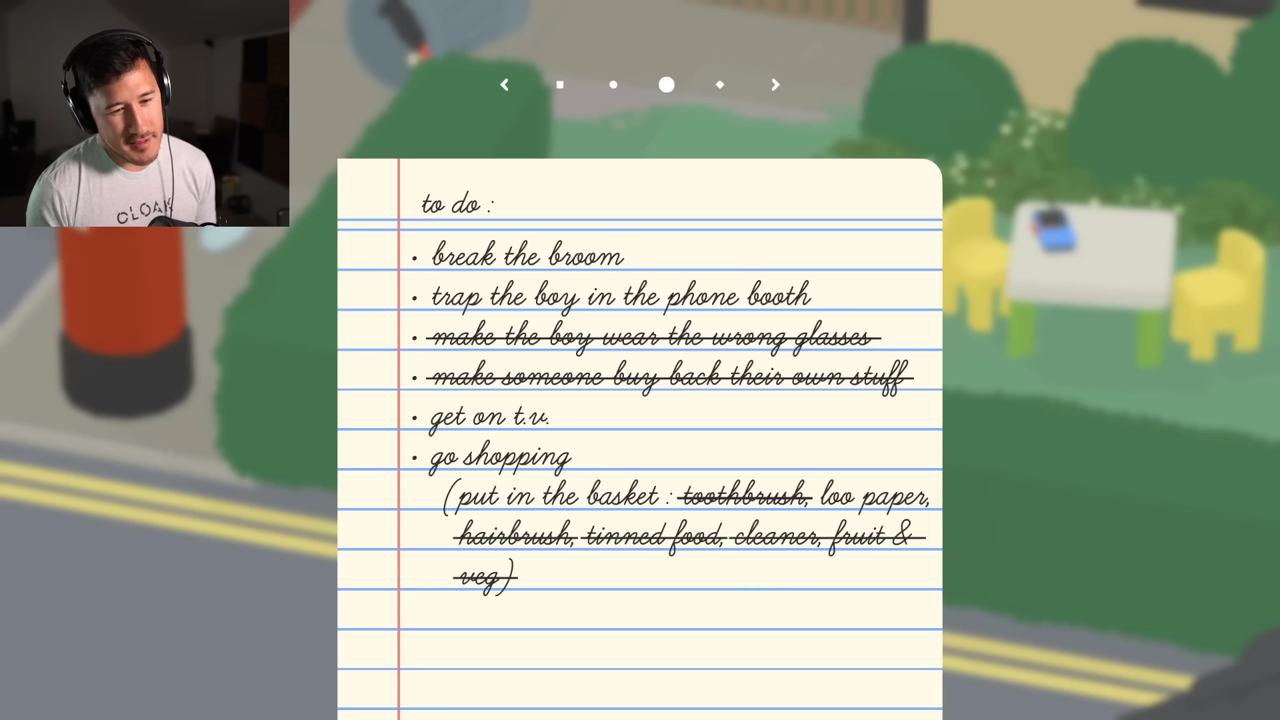 CLOAK
to do :
• break the broom
• trap the boy in the phone booth
• make the boy wear the wrong glasses
• make someone buy back their own stuff
• get on t.v.
• go shopping
(put in the basket : toothbrush, loo paper,
hairbrush, tinned food, cleaner, fruit &
veg)